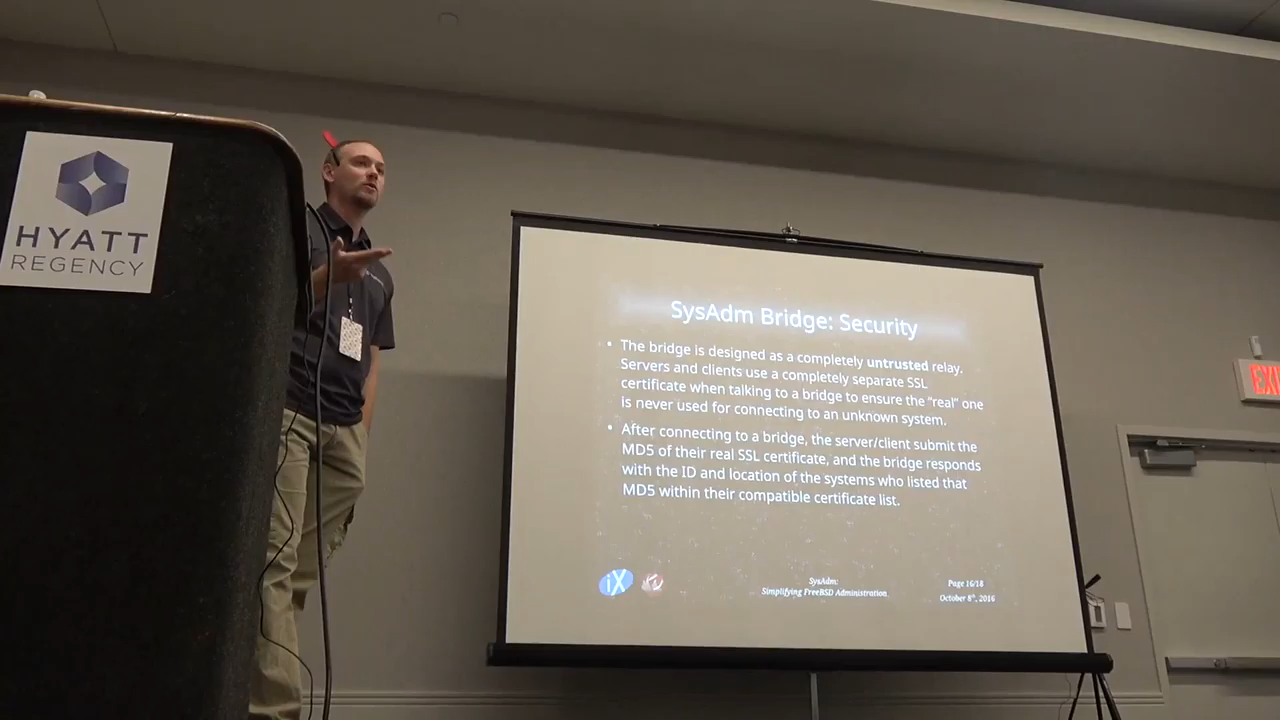 HYATT
REGENCY
SysAdm Bridge: Security
• The bridge is designed as a completely untrusted relay.
Servers and clients use a completely separate SSL
certificate when talking to a bridge to ensure the “real” one
is never used for connecting to an unknown system.
• After connecting to a bridge, the server/client submit the
MD5 of their real SSL certificate, and the bridge responds
with the ID and location of the systems who listed that
MD5 within their compatible certificate list.
iX
SysAdm:
Simplifying FreeBSD Administration
Page 16/18
October 8th, 2016